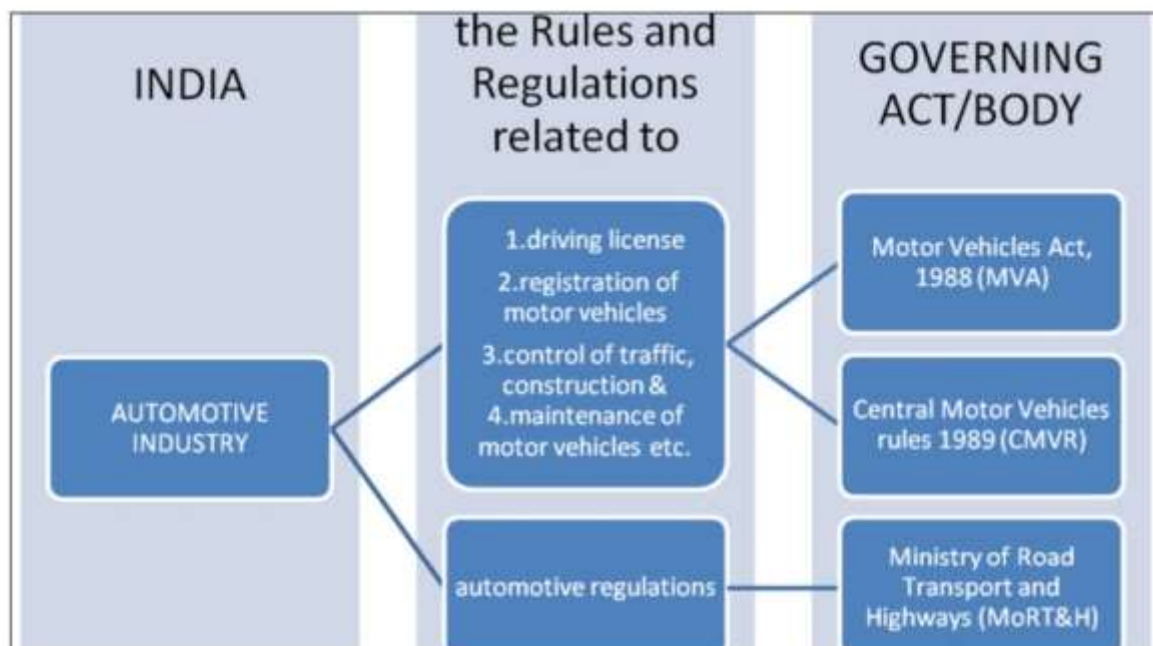 INDIA
the Rules and
Regulations
related to
GOVERNING
ACT/BODY
AUTOMOTIVE
INDUSTRY
1.driving license
2.registration of
motor vehicles
3.control of traffic,
construction &
4.maintenance of
motor vehicles etc.
automotive regulations
Motor Vehicles Act,
1988 (MVA)
Central Motor Vehicles
rules 1989 (CMVR)
Ministry of Road
Transport and
Highways (MoRT&H)